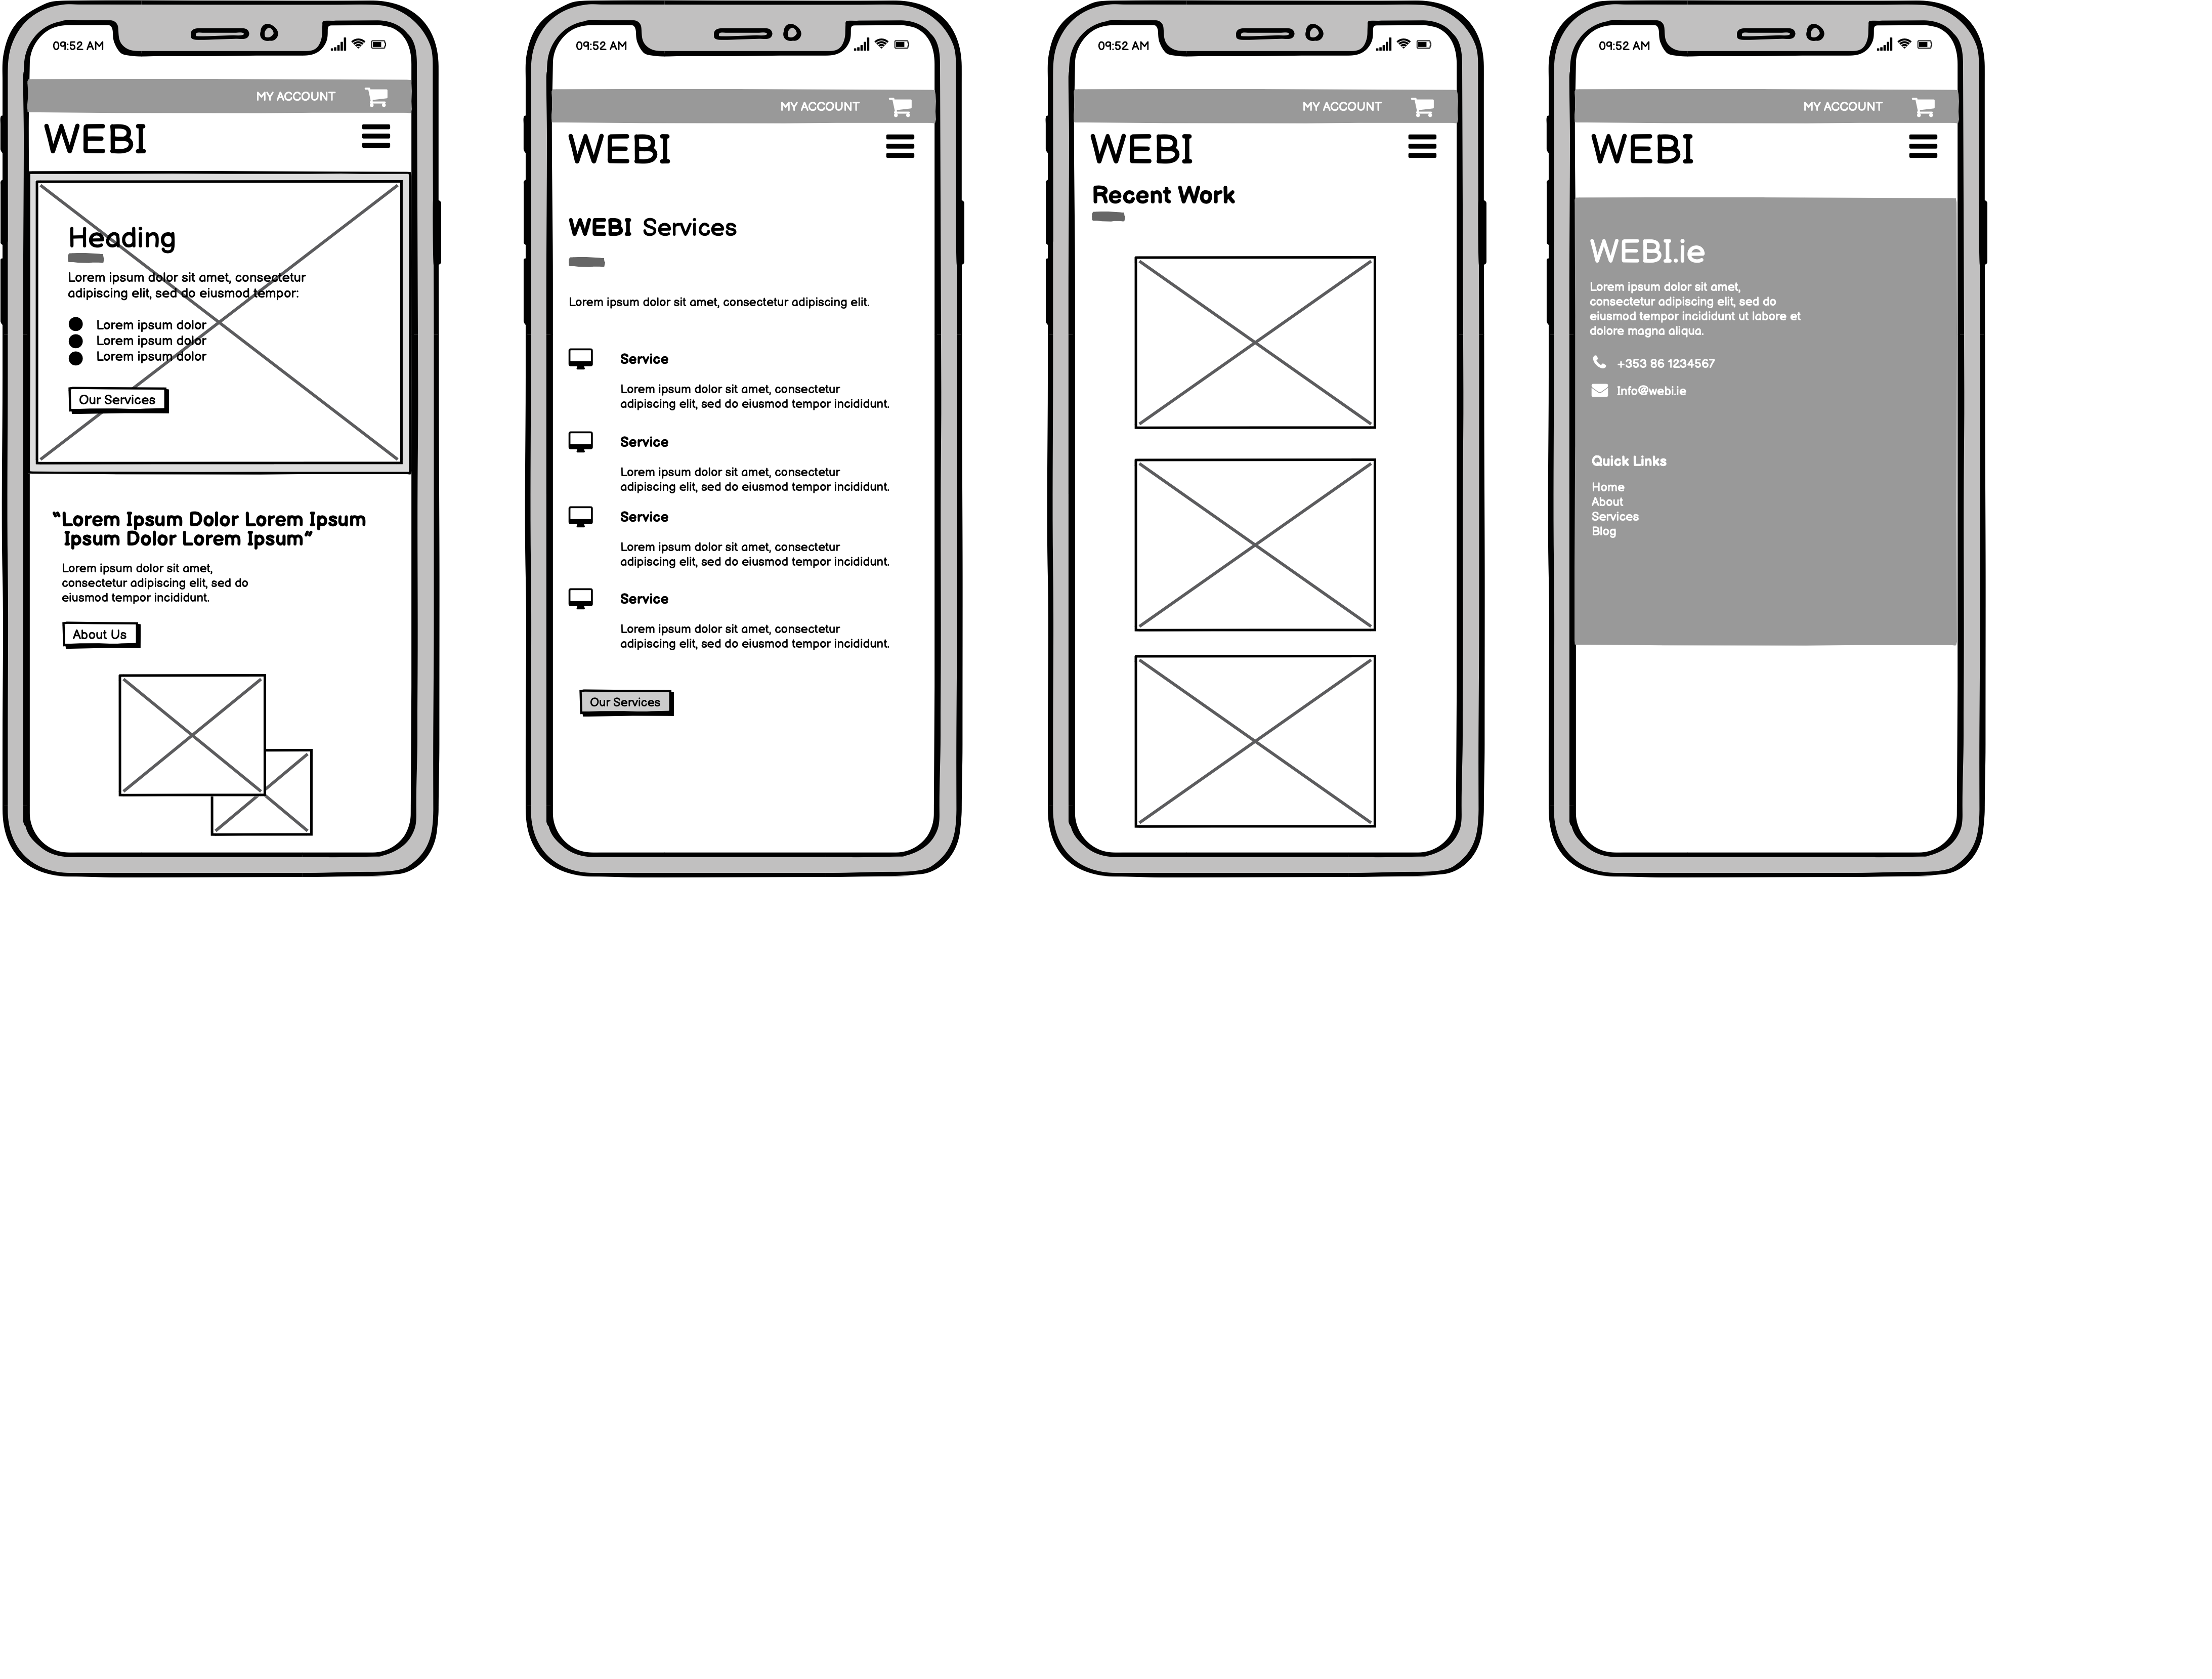 09:52 AM
MY ACCOUNT
WEBI
Heading
Lorem ipsum dolor sit amet, consectetur
adipiscing elit, sed do eiusmod tempor:
Lorem ipsum dolor
Lorem ipsum dolor
Lorem ipsum dolor
Our Services
“Lorem Ipsum Dolor Lorem Ipsum
Ipsum Dolor Lorem Ipsum”
Lorem ipsum dolor sit amet,
consectetur adipiscing elit, sed do
eiusmod tempor incididunt.
About Us
09:52 AM
MY ACCOUNT
WEBI
WEBI Services
Lorem ipsum dolor sit amet, consectetur adipiscing elit.
Service
Lorem ipsum dolor sit amet, consectetur
adipiscing elit, sed do eiusmod tempor incididunt.
Service
Lorem ipsum dolor sit amet, consectetur
adipiscing elit, sed do eiusmod tempor incididunt.
Service
Lorem ipsum dolor sit amet, consectetur
adipiscing elit, sed do eiusmod tempor incididunt.
Service
Lorem ipsum dolor sit amet, consectetur
adipiscing elit, sed do eiusmod tempor incididunt.
Our Services
09:52 AM
MY ACCOUNT
WEBI
Recent Work
09:52 AM
MY ACCOUNT
WEBI
WEBI.ie
Lorem ipsum dolor sit amet,
consectetur adipiscing elit, sed do
eiusmod tempor incididunt ut labore et
dolore magna aliqua.
+353 86 1234567
Info@webi.ie
Quick Links
Home
About
Services
Blog